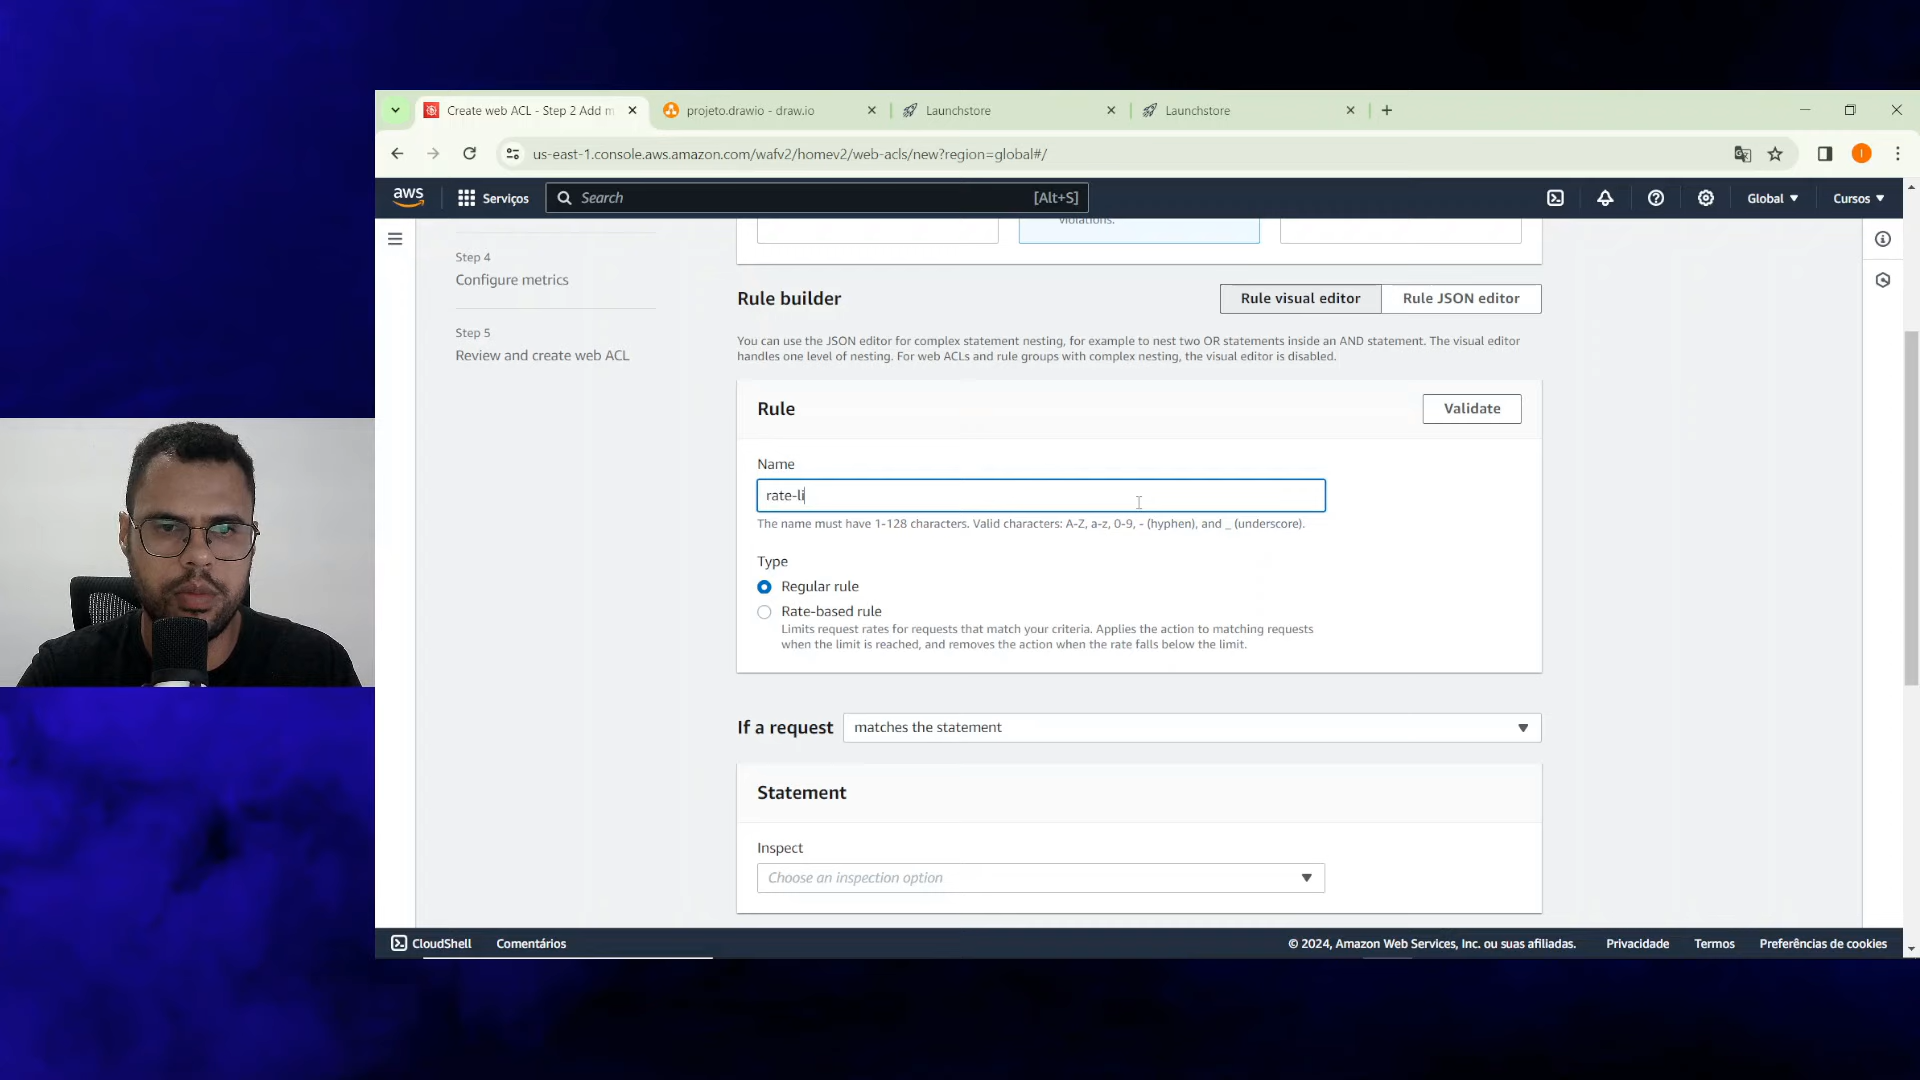 Create web ACL - Step 2 Add m
projeto.drawio - draw.io
Launchstore
Launchstore
us-east-1.console.aws.amazon.com/wafv2/homev2/web-acls/new?region=global#/
I
aws
Serviços
Search
[Alt+S]
Global
Cursos
violations.
Step 4
Configure metrics
Step 5
Review and create web ACL
Rule builder
Rule visual editor
Rule JSON editor
You can use the JSON editor for complex statement nesting, for example to nest two OR statements inside an AND statement. The visual editor
handles one level of nesting. For web ACLs and rule groups with complex nesting, the visual editor is disabled.
Rule
Validate
Name
rate-li
The name must have 1-128 characters. Valid characters: A-Z, a-z, 0-9, - (hyphen), and _ (underscore).
Type
Regular rule
Rate-based rule
Limits request rates for requests that match your criteria. Applies the action to matching requests
when the limit is reached, and removes the action when the rate falls below the limit.
If a request
matches the statement
Statement
Inspect
Choose an inspection option
CloudShell
Comentários
© 2024, Amazon Web Services, Inc. ou suas afiliadas.
Privacidade
Termos
Preferências de cookies